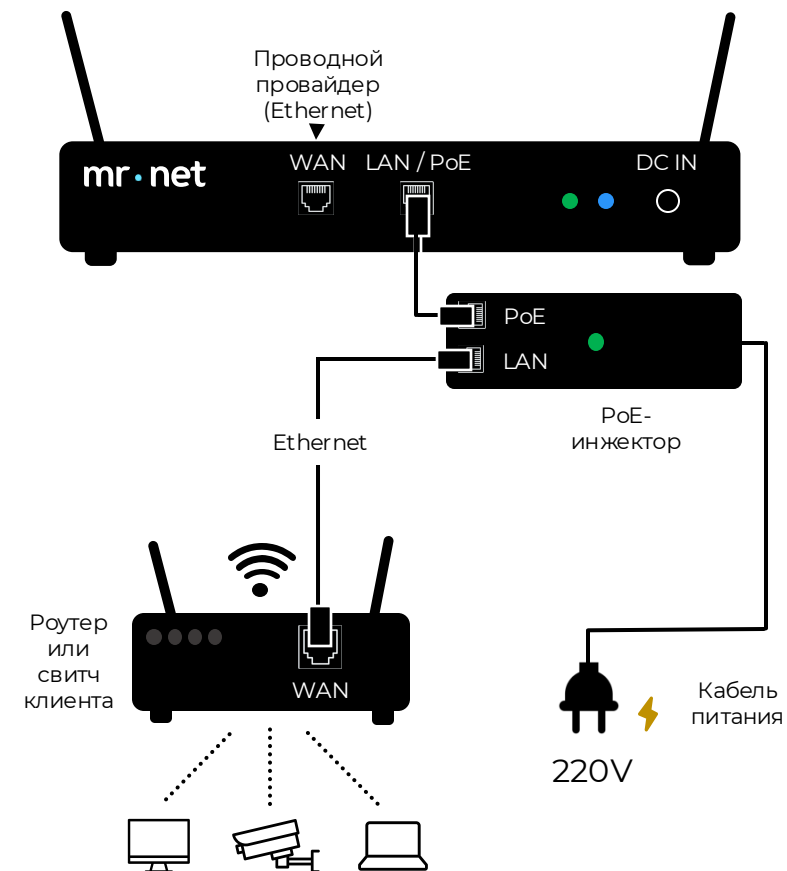 Проводной
провайдер
(Ethernet)
mr·net
WAN
LAN / PoE
DC IN
PoE
LAN
PoE-
инжектор
Ethernet
Роутер
или
свитч
клиента
WAN
Кабель
питания
220V